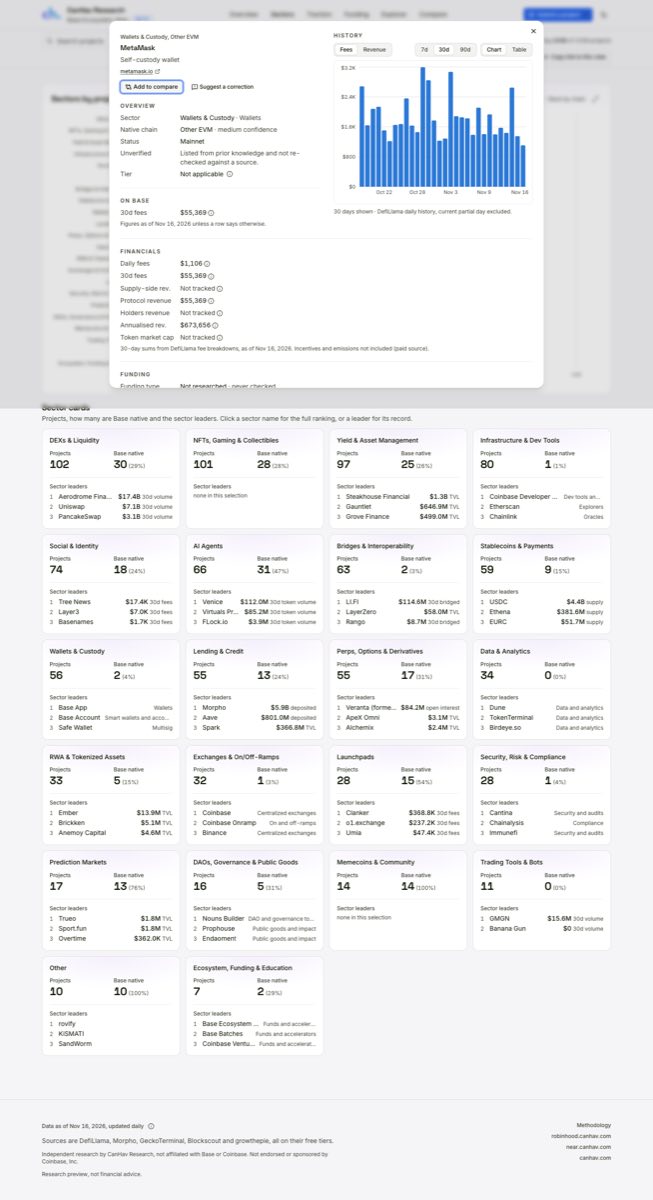 CanHav Research
Wallets & Custody, Other EVM
MetaMask
Self-custody wallet
metamask.io
Add to compare
Suggest a correction
OVERVIEW
Sector Wallets & Custody · Wallets
Native chain Other EVM · medium confidence
Status Mainnet
Unverified Listed from prior knowledge and not re-
checked against a source.
Tier Not applicable
ON BASE
30d fees $55,369
Figures as of Nov 16, 2026 unless a row says otherwise.
HISTORY
Fees Revenue 7d 30d 90d Chart Table
$3.2K
$2.4K
$1.6K
$800
$0
Oct 22 Oct 28 Nov 3 Nov 9 Nov 16
30 days shown · DefiLlama daily history, current partial day excluded.
FINANCIALS
Daily fees $1,106
30d fees $55,369
Supply-side rev. Not tracked
Protocol revenue $55,369
Holders revenue Not tracked
Annualised rev. $673,656
Token market cap Not tracked
30-day sums from DefiLlama fee breakdowns, as of Nov 16, 2026. Incentives and emissions not included (paid source).
FUNDING
Funding type Not researched · never checked
Sector cards
Projects, how many are Base native and the sector leaders. Click a sector name for the full ranking, or a leader for its record.
DEXs & Liquidity
Projects Base native
102 30 (29%)
Sector leaders
1 Aerodrome Fina... $17.4B 30d volume
2 Uniswap $7.1B 30d volume
3 PancakeSwap $3.1B 30d volume
NFTs, Gaming & Collectibles
Projects Base native
101 28 (28%)
Sector leaders
none in this selection
Yield & Asset Management
Projects Base native
97 25 (26%)
Sector leaders
1 Steakhouse Financial $1.3B TVL
2 Gauntlet $646.9M TVL
3 Grove Finance $499.0M TVL
Infrastructure & Dev Tools
Projects Base native
80 1 (1%)
Sector leaders
1 Coinbase Developer ... Dev tools an...
2 Etherscan Explorers
3 Chainlink Oracles
Social & Identity
Projects Base native
74 18 (24%)
Sector leaders
1 Tree News $17.4K 30d fees
2 Layer3 $7.0K 30d fees
3 Basenames $1.7K 30d fees
AI Agents
Projects Base native
66 31 (47%)
Sector leaders
1 Venice $112.0M 30d token volume
2 Virtuals Pr... $85.2M 30d token volume
3 FLock.io $3.9M 30d token volume
Bridges & Interoperability
Projects Base native
63 2 (3%)
Sector leaders
1 LI.FI $114.6M 30d bridged
2 LayerZero $58.0M TVL
3 Rango $8.7M 30d bridged
Stablecoins & Payments
Projects Base native
59 9 (15%)
Sector leaders
1 USDC $4.4B supply
2 Ethena $381.6M supply
3 EURC $51.7M supply
Wallets & Custody
Projects Base native
56 2 (4%)
Sector leaders
1 Base App Wallets
2 Base Account Smart wallets and acco...
3 Safe Wallet Multisig
Lending & Credit
Projects Base native
55 13 (24%)
Sector leaders
1 Morpho $5.9B deposited
2 Aave $801.0M deposited
3 Spark $366.8M TVL
Perps, Options & Derivatives
Projects Base native
55 17 (31%)
Sector leaders
1 Veranta (forme... $84.2M open interest
2 ApeX Omni $3.1M TVL
3 Alchemix $2.4M TVL
Data & Analytics
Projects Base native
34 0 (0%)
Sector leaders
1 Dune Data and analytics
2 TokenTerminal Data and analytics
3 Birdeye.so Data and analytics
RWA & Tokenized Assets
Projects Base native
33 5 (15%)
Sector leaders
1 Ember $13.9M TVL
2 Brickken $5.1M TVL
3 Anemoy Capital $4.6M TVL
Exchanges & On/Off-Ramps
Projects Base native
32 1 (3%)
Sector leaders
1 Coinbase Centralized exchanges
2 Coinbase Onramp On and off-ramps
3 Binance Centralized exchanges
Launchpads
Projects Base native
28 15 (54%)
Sector leaders
1 Clanker $368.8K 30d fees
2 o1.exchange $237.2K 30d fees
3 Umia $47.4K 30d fees
Security, Risk & Compliance
Projects Base native
28 1 (4%)
Sector leaders
1 Cantina Security and audits
2 Chainalysis Compliance
3 Immunefi Security and audits
Prediction Markets
Projects Base native
17 13 (76%)
Sector leaders
1 Trueo $1.8M TVL
2 Sport.fun $1.8M TVL
3 Overtime $362.0K TVL
DAOs, Governance & Public Goods
Projects Base native
16 5 (31%)
Sector leaders
1 Nouns Builder DAO and governance to...
2 Prophouse Public goods and impact
3 Endaoment Public goods and impact
Memecoins & Community
Projects Base native
14 14 (100%)
Sector leaders
none in this selection
Trading Tools & Bots
Projects Base native
11 0 (0%)
Sector leaders
1 GMGN $15.6M 30d volume
2 Banana Gun $0 30d volume
Other
Projects Base native
10 10 (100%)
Sector leaders
1 rovify
2 KiSMATI
3 SandWorm
Ecosystem, Funding & Education
Projects Base native
7 2 (29%)
Sector leaders
1 Base Ecosystem ... Funds and acceler...
2 Base Batches Funds and accelerators
3 Coinbase Ventu... Funds and accelerat...
Data as of Nov 16, 2026, updated daily
Sources are DefiLlama, Morpho, GeckoTerminal, Blockscout and growthepie, all on their free tiers.
Independent research by CanHav Research, not affiliated with Base or Coinbase. Not endorsed or sponsored by
Coinbase, Inc.
Research preview, not financial advice.
Methodology
robinhood.canhav.com
near.canhav.com
canhav.com